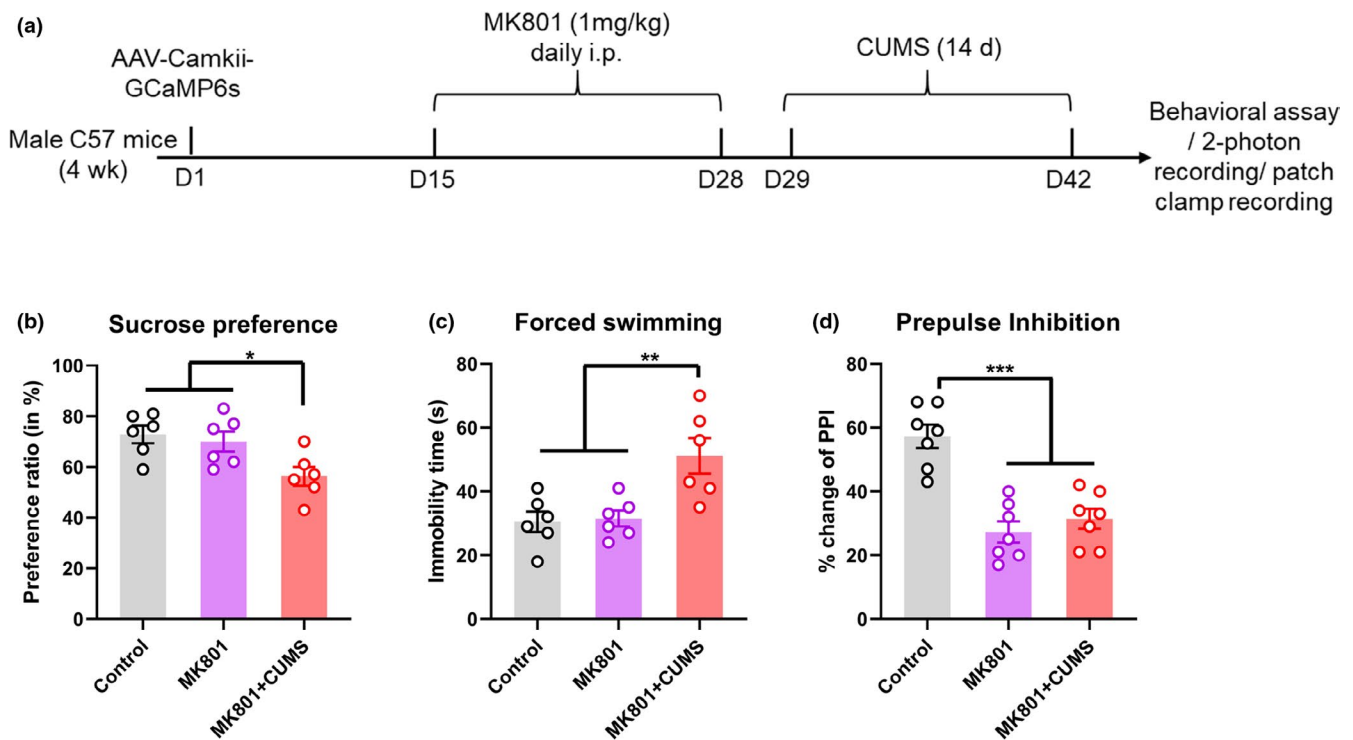 (a)
AAV-Camkii-
GCaMP6s
MK801 (1mg/kg)
daily i.p.
CUMS (14 d)
Male C57 mice
(4 wk)
D1
D15
D28
D29
D42
Behavioral assay
/ 2-photon
recording/ patch
clamp recording
(b)
Sucrose preference
Preference ratio (in %)
100
80
60
40
20
0
*
Control
MK801
MK801+CUMS
(c)
Forced swimming
Immobility time (s)
80
60
40
20
0
**
Control
MK801
MK801+CUMS
(d)
Prepulse Inhibition
% change of PPI
80
60
40
20
0
***
Control
MK801
MK801+CUMS